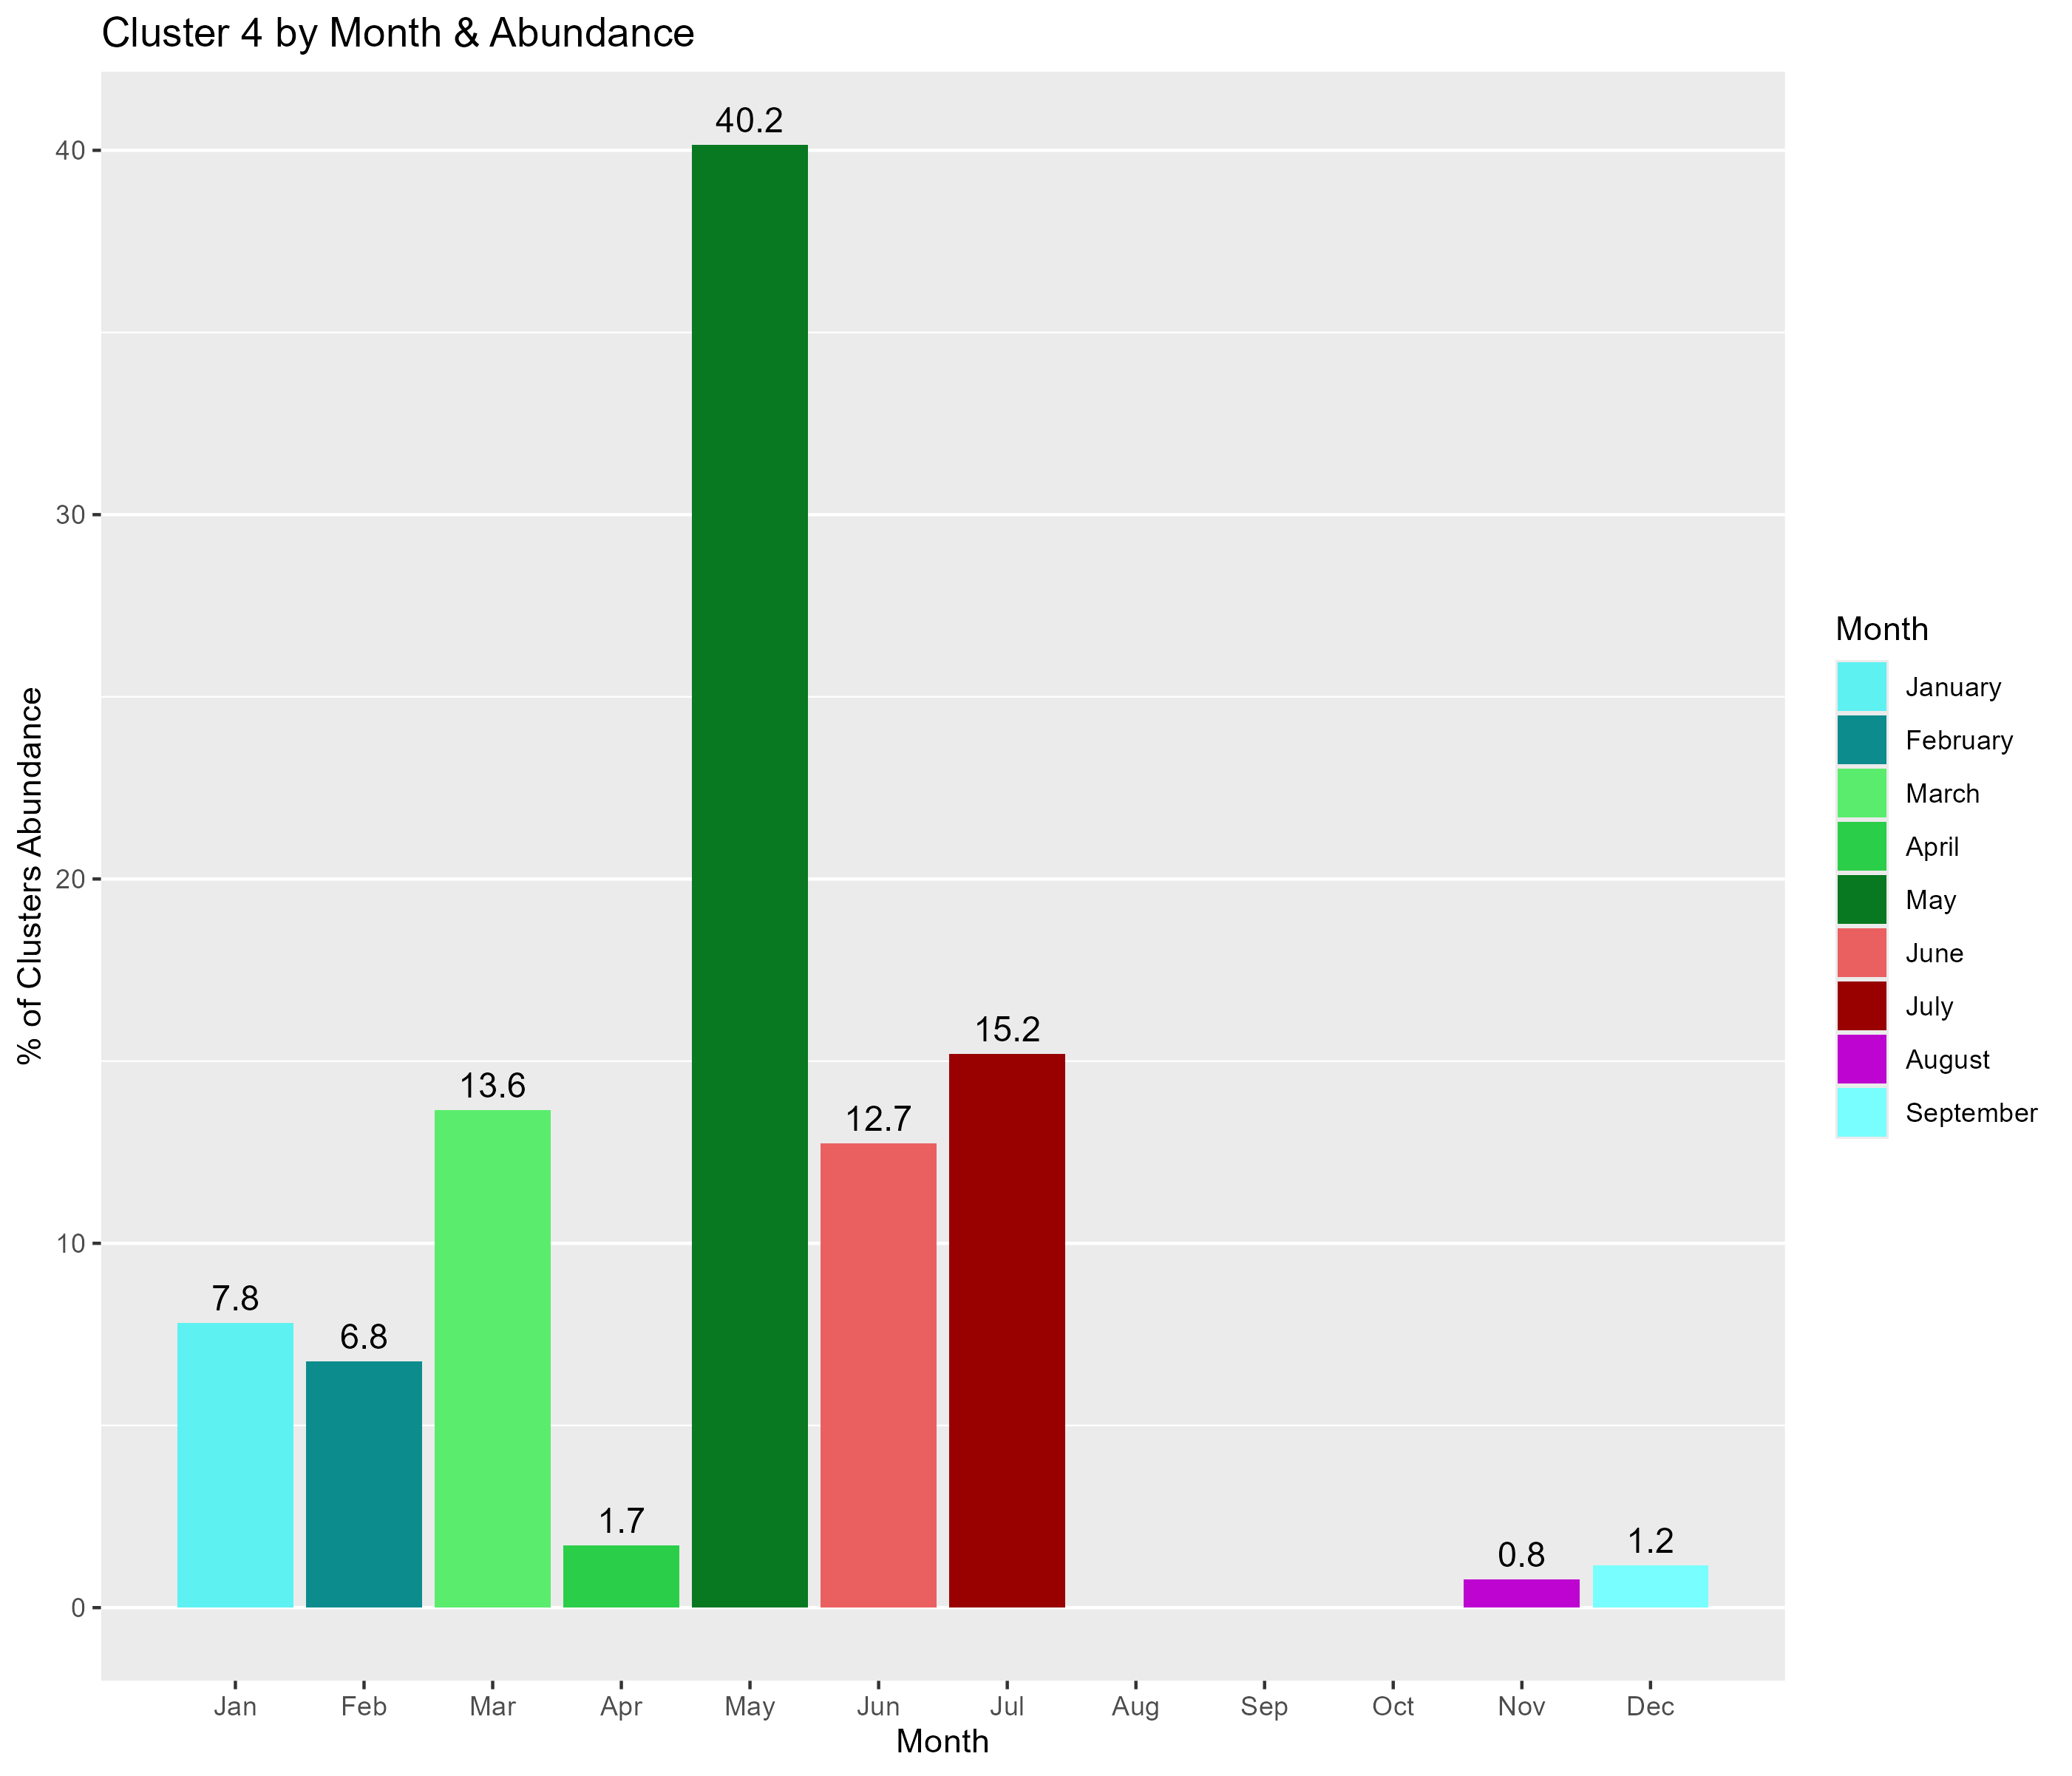 Cluster 4 by Month & Abundance
% of Clusters Abundance
40
30
20
10
0
7.8
6.8
13.6
1.7
40.2
12.7
15.2
0.8
1.2
Jan Feb Mar Apr May Jun Jul Aug Sep Oct Nov Dec
Month
Month
January
February
March
April
May
June
July
August
September